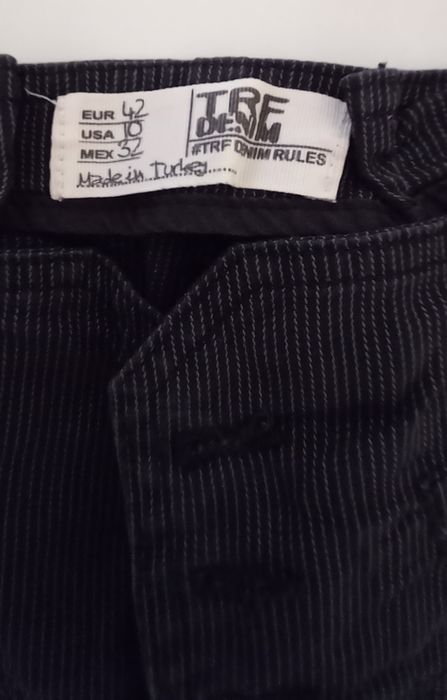 EUR 42
USA 10
MEX 32
Made in Turkey
TRF
DENIM
#TRF DENIM RULES